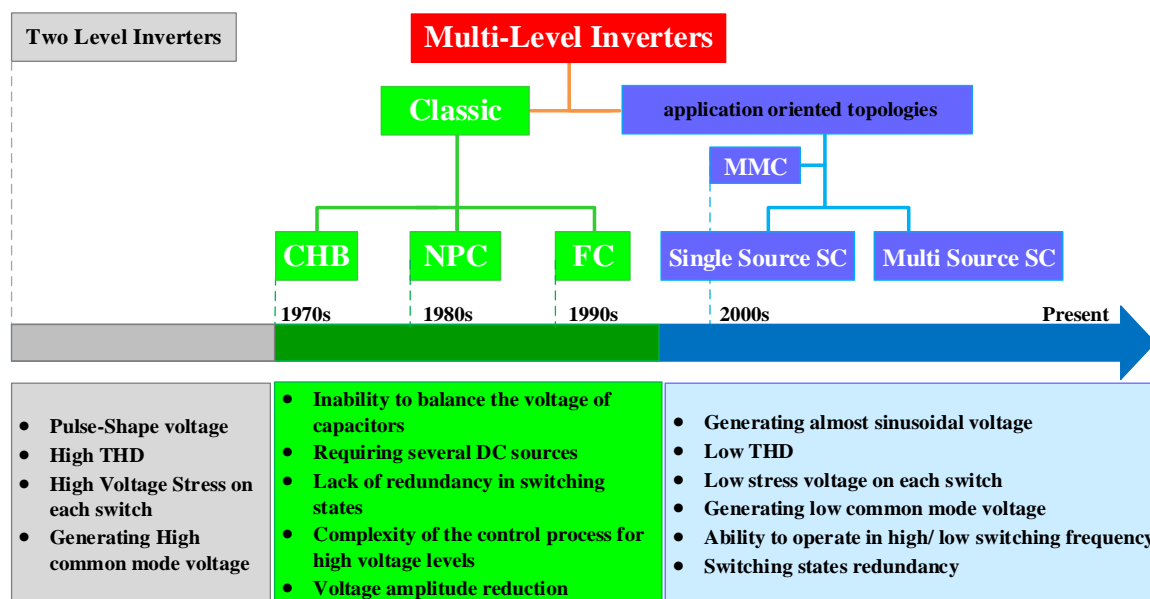 Two Level Inverters
Multi-Level Inverters
Classic
application oriented topologies
MMC
CHB
NPC
FC
Single Source SC
Multi Source SC
1970s
1980s
1990s
2000s
Present
• Pulse-Shape voltage
• High THD
• High Voltage Stress on
each switch
• Generating High
common mode voltage
• Inability to balance the voltage of
capacitors
• Requiring several DC sources
• Lack of redundancy in switching
states
• Complexity of the control process for
high voltage levels
• Voltage amplitude reduction
• Generating almost sinusoidal voltage
• Low THD
• Low stress voltage on each switch
• Generating low common mode voltage
• Ability to operate in high/ low switching frequency
• Switching states redundancy